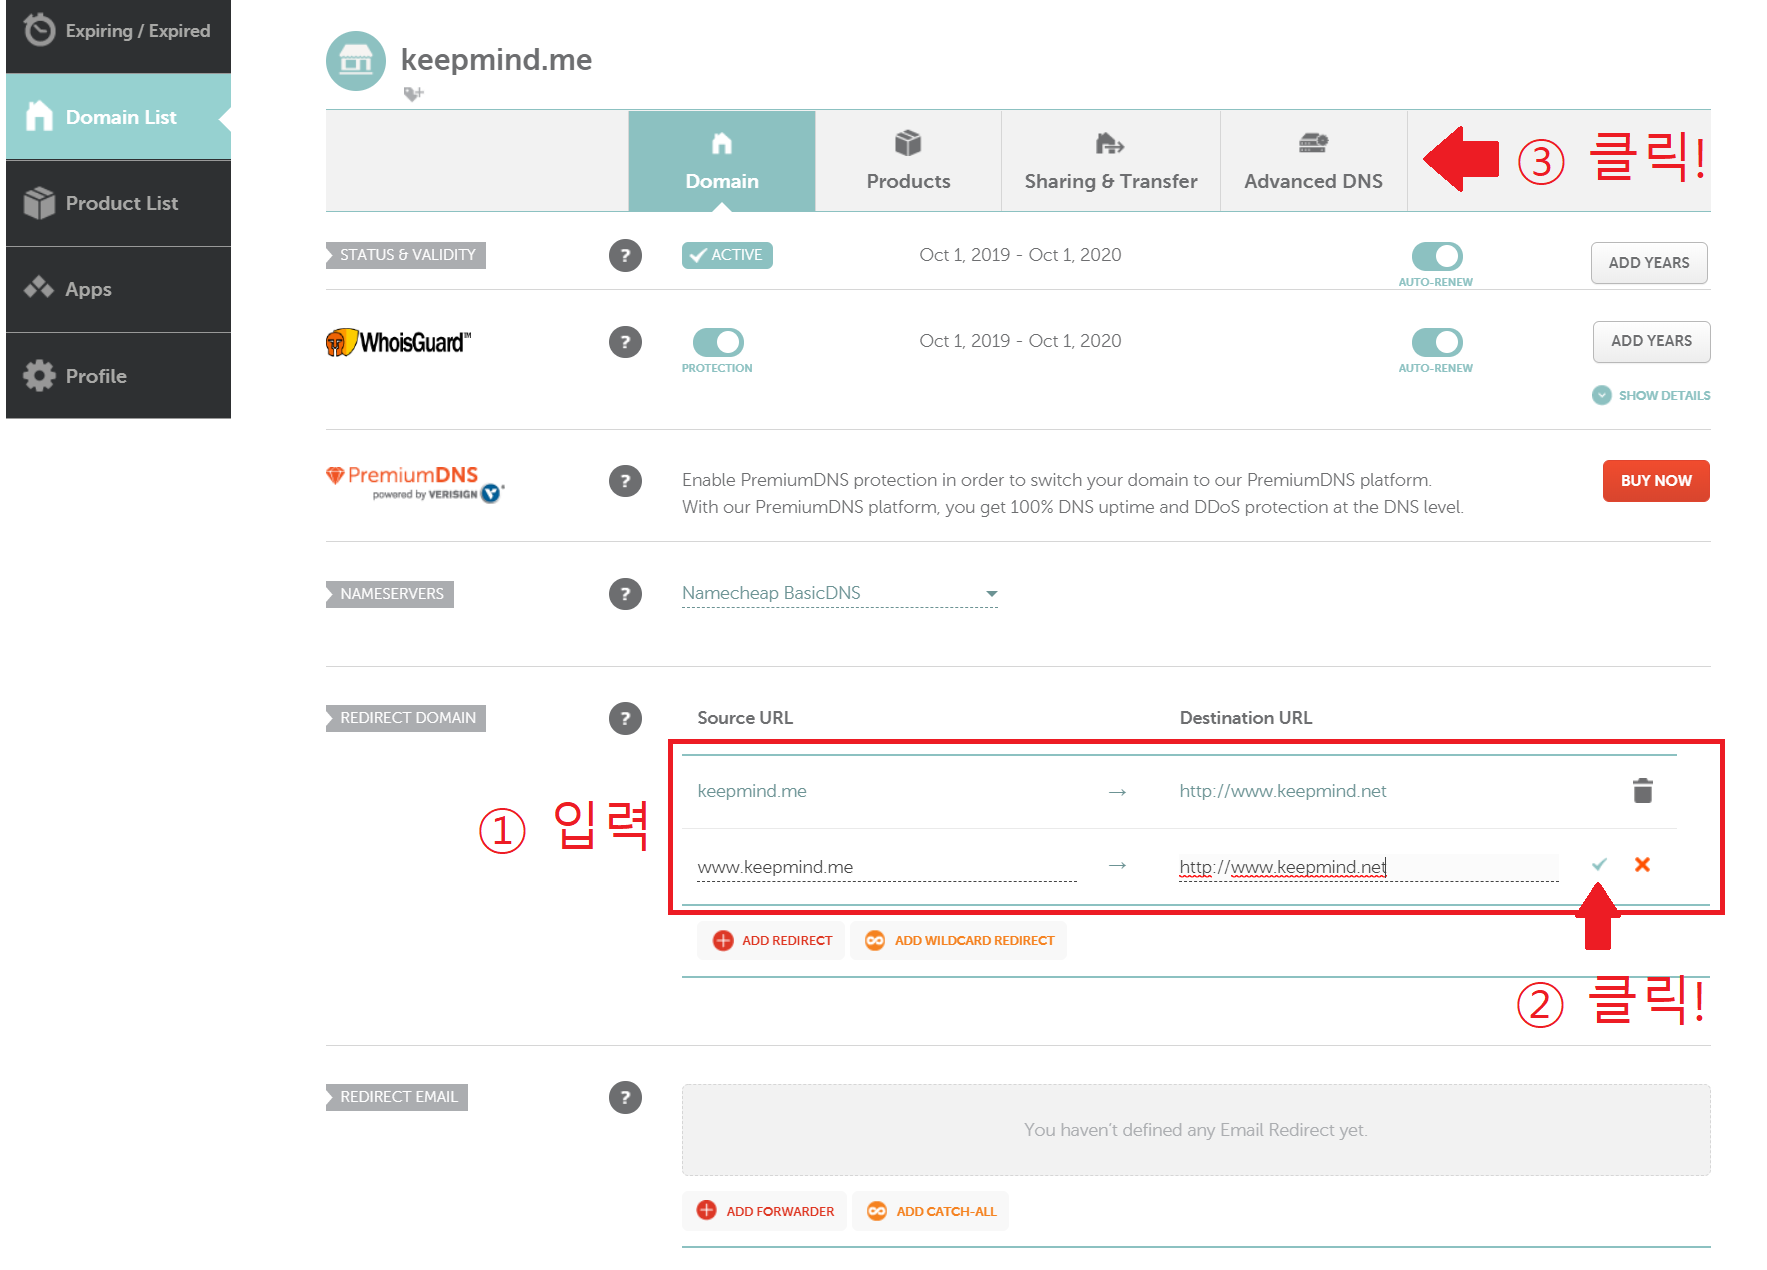 Expiring / Expired
Domain List
Product List
Apps
Profile
keepmind.me
Domain
Products
Sharing & Transfer
Advanced DNS
③ 클릭!
STATUS & VALIDITY
?
ACTIVE
Oct 1, 2019 - Oct 1, 2020
AUTO-RENEW
ADD YEARS
WhoisGuard™
?
PROTECTION
Oct 1, 2019 - Oct 1, 2020
AUTO-RENEW
ADD YEARS
SHOW DETAILS
PremiumDNS
powered by VERISIGN
?
Enable PremiumDNS protection in order to switch your domain to our PremiumDNS platform.
With our PremiumDNS platform, you get 100% DNS uptime and DDoS protection at the DNS level.
BUY NOW
NAMESERVERS
?
Namecheap BasicDNS
REDIRECT DOMAIN
?
Source URL
Destination URL
keepmind.me → http://www.keepmind.net
① 입력
www.keepmind.me → http://www.keepmind.net
ADD REDIRECT
ADD WILDCARD REDIRECT
② 클릭!
REDIRECT EMAIL
?
You haven't defined any Email Redirect yet.
ADD FORWARDER
ADD CATCH-ALL